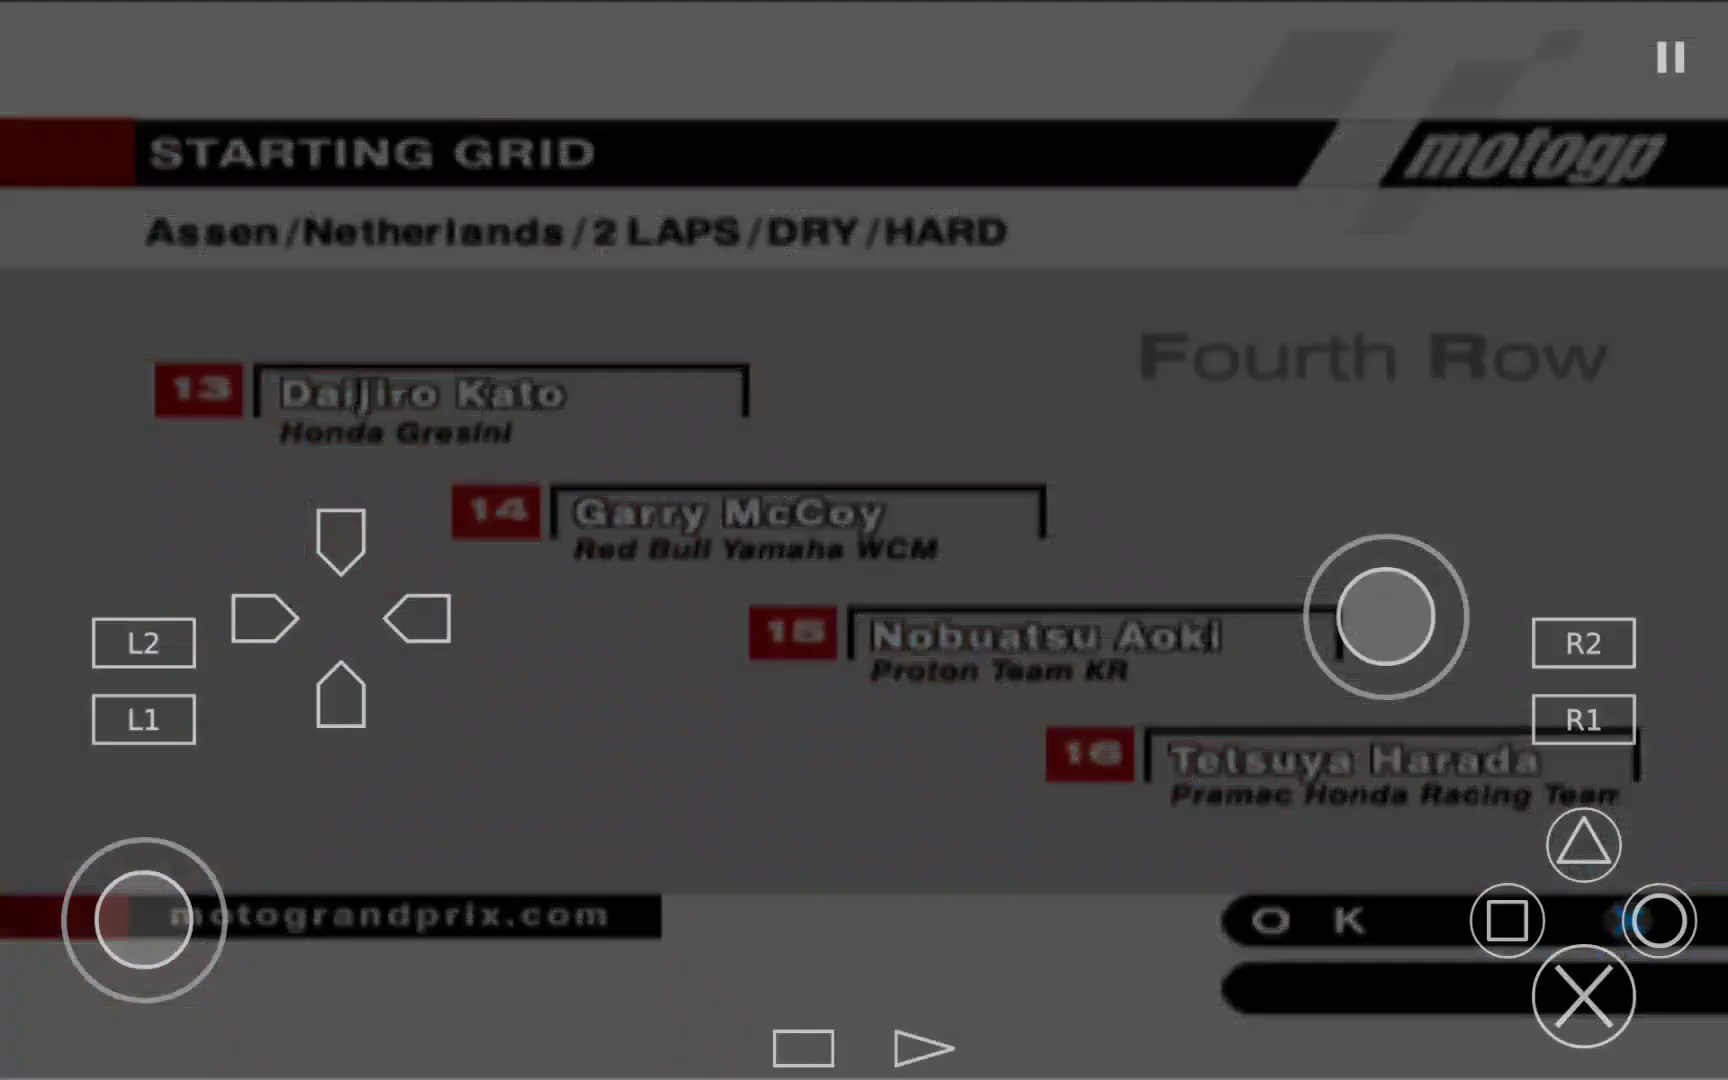 STARTING GRID
motogp
Assen/Netherlands/2 LAPS/DRY/HARD
Fourth Row
13 Daijiro Kato
Honda Gresini
14 Garry McCoy
Red Bull Yamaha WCM
15 Nobuatsu Aoki
Proton Team KR
16 Tetsuya Harada
Pramac Honda Racing Team
L2
L1
R2
R1
motograndprix.com
O K